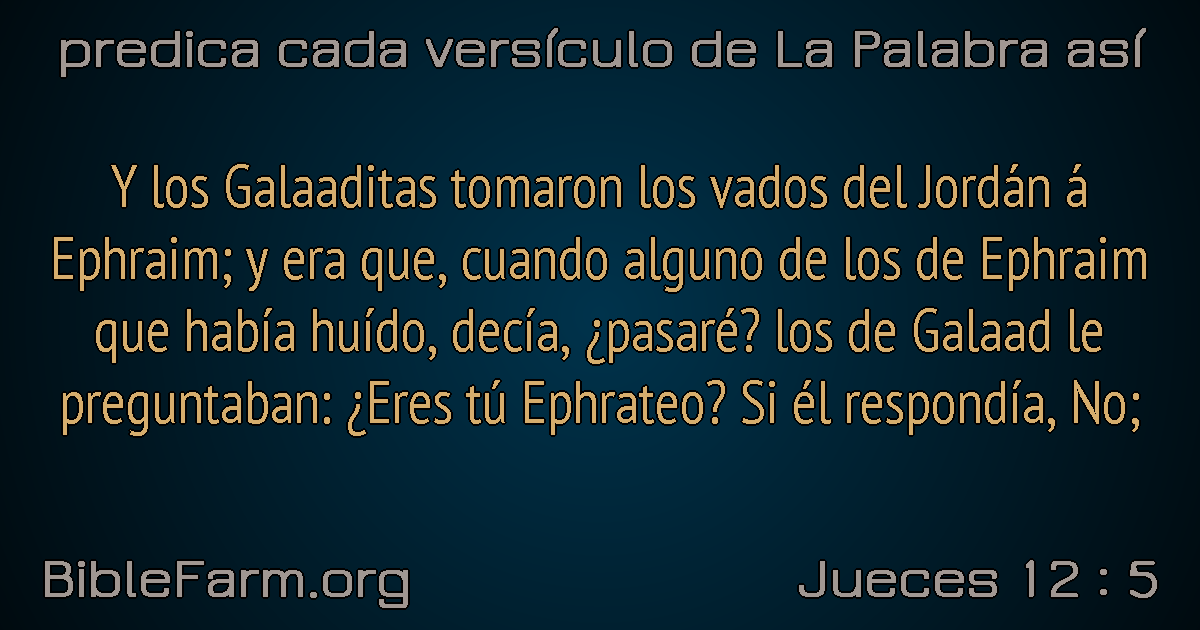 predica cada versículo de La Palabra así
Y los Galaaditas tomaron los vados del Jordán á
Ephraim; y era que, cuando alguno de los de Ephraim
que había huído, decía, ¿pasaré? los de Galaad le
preguntaban: ¿Eres tú Ephrateo? Si él respondía, No;
BibleFarm.org
Jueces 12 : 5